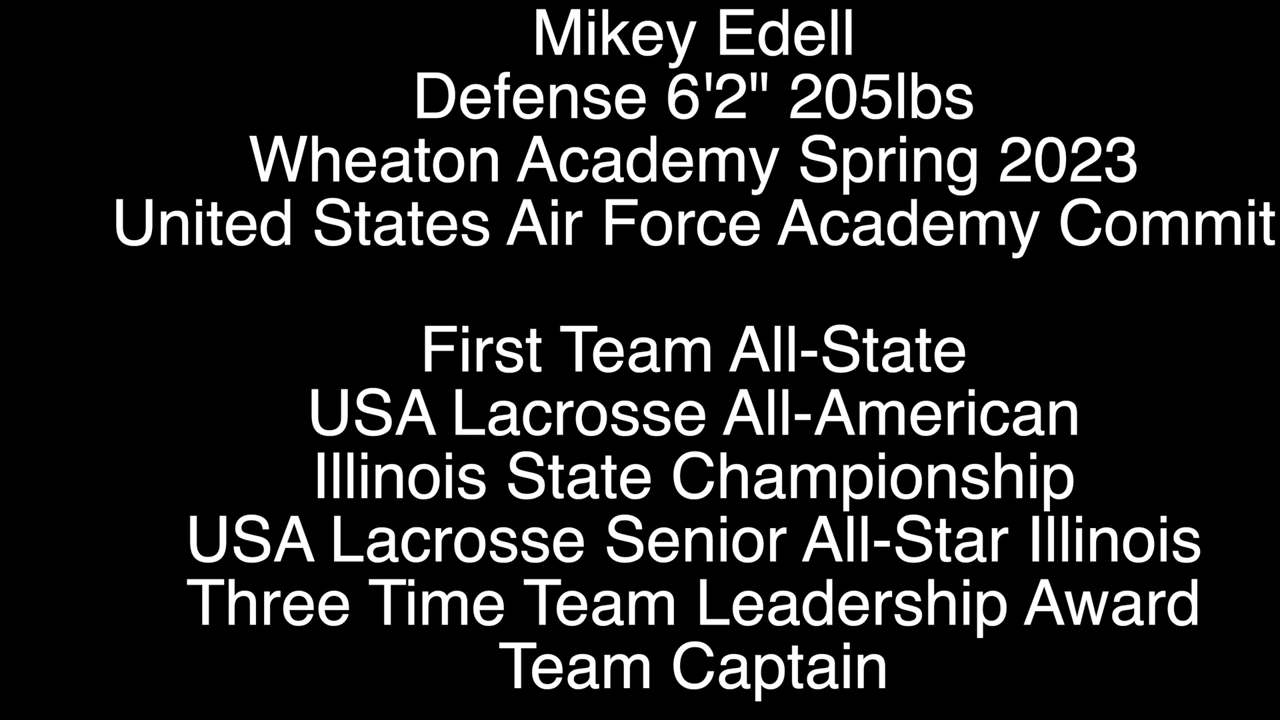 Mikey Edell
Defense 6'2" 205lbs
Wheaton Academy Spring 2023
United States Air Force Academy Commit
First Team All-State
USA Lacrosse All-American
Illinois State Championship
USA Lacrosse Senior All-Star Illinois
Three Time Team Leadership Award
Team Captain